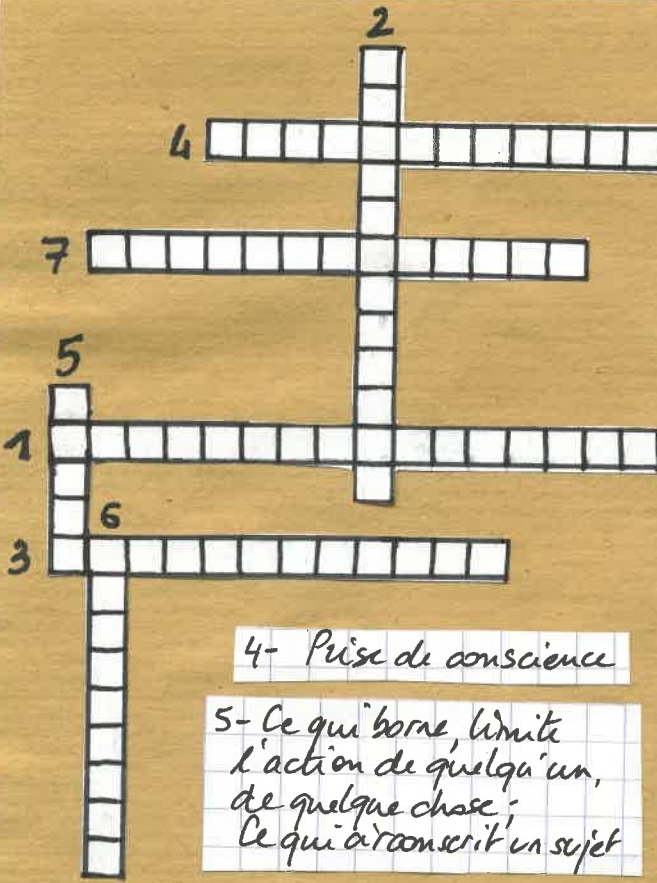 2
4
7
5
1
6
3
4- Prise de conscience
5- Ce qui borne, limite
l'action de quelqu'un,
de quelque chose ;
Ce qui circonscrit un sujet